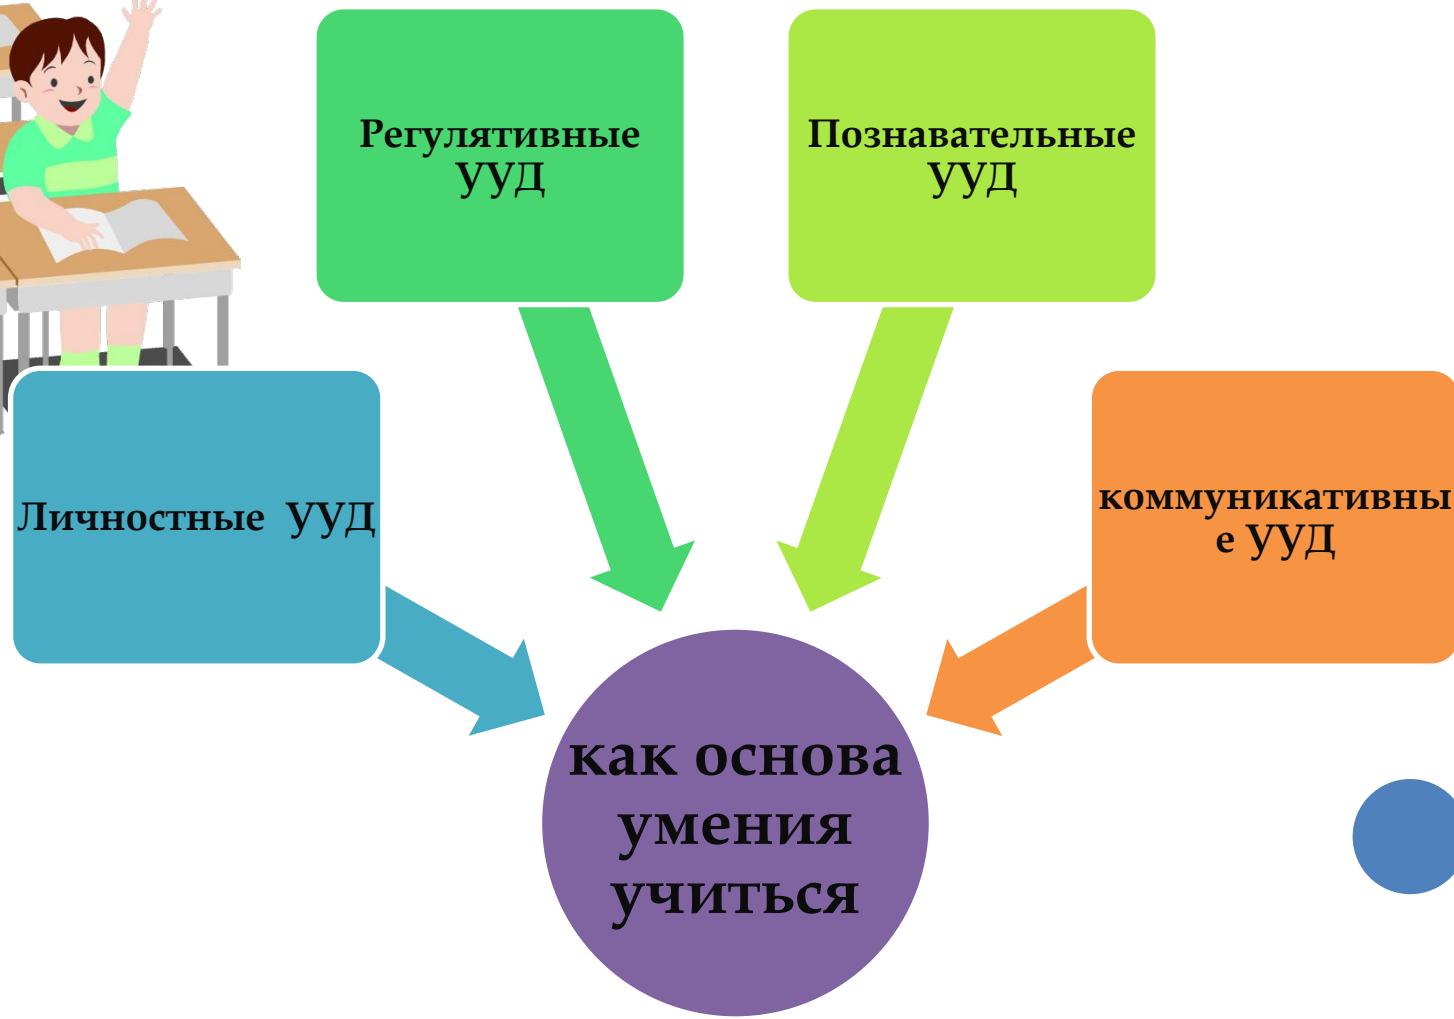 Регулятивные
УУД
Познавательные
УУД
Личностные УУД
коммуникативны
е УУД
как основа
умения
учиться